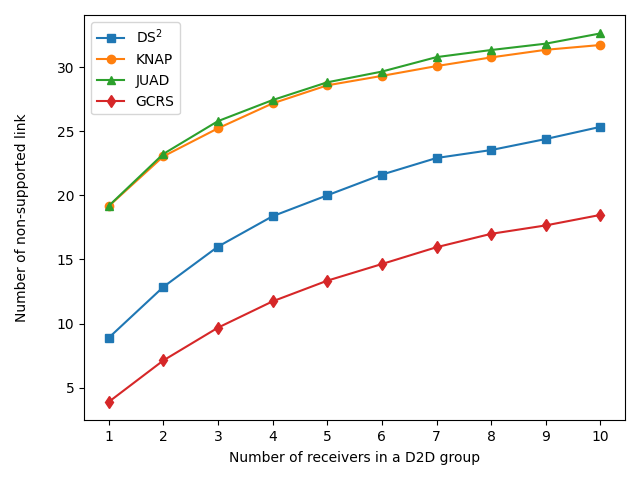 DS²
KNAP
JUAD
GCRS
Number of non-supported link
30
25
20
15
10
5
1 2 3 4 5 6 7 8 9 10
Number of receivers in a D2D group